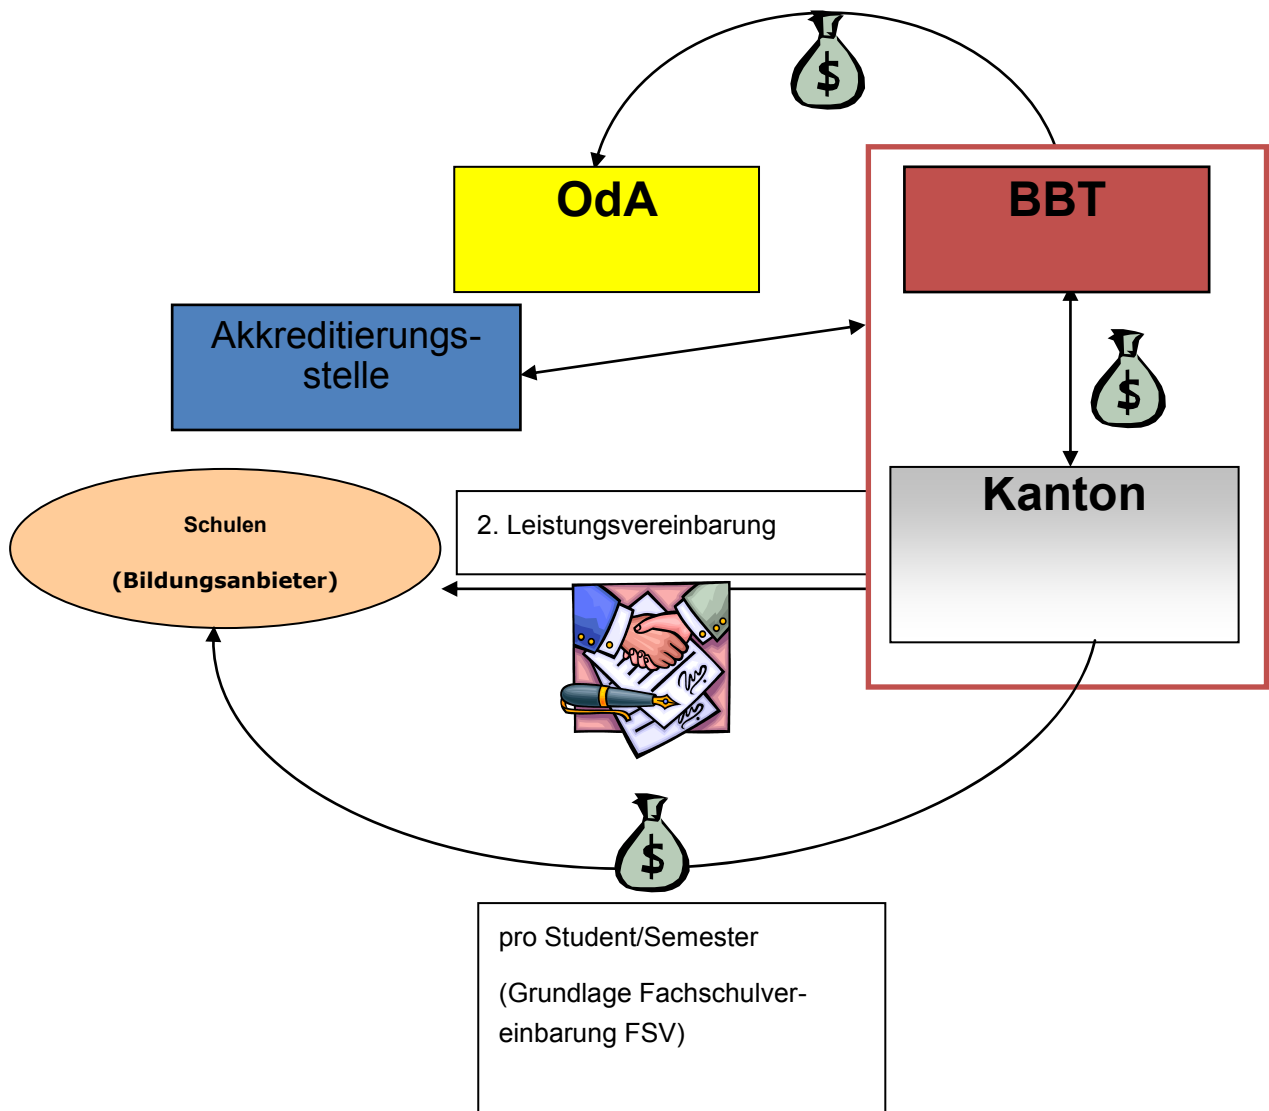 $
OdA
BBT
Akkreditierungs-
stelle
$
Kanton
Schulen
(Bildungsanbieter)
2. Leistungsvereinbarung
$
pro Student/Semester
(Grundlage Fachschulver-
einbarung FSV)